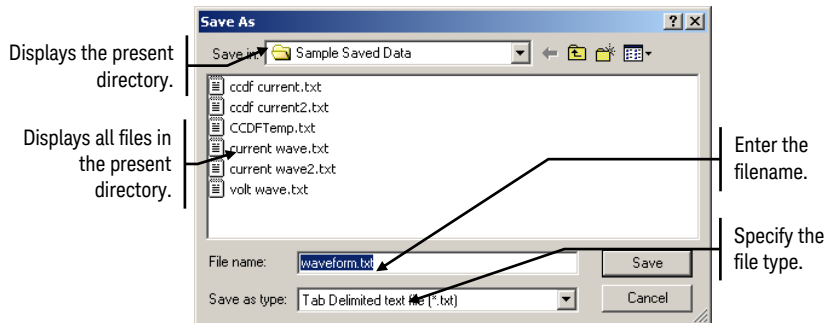 Save As
Displays the present
directory.
Save in: Sample Saved Data
ccdf current.txt
ccdf current2.txt
CCDFTemp.txt
current wave.txt
current wave2.txt
volt wave.txt
Displays all files in
the present
directory.
Enter the
filename.
Specify the
file type.
File name: waveform.txt Save
Save as type: Tab Delimited text file (*.txt) Cancel